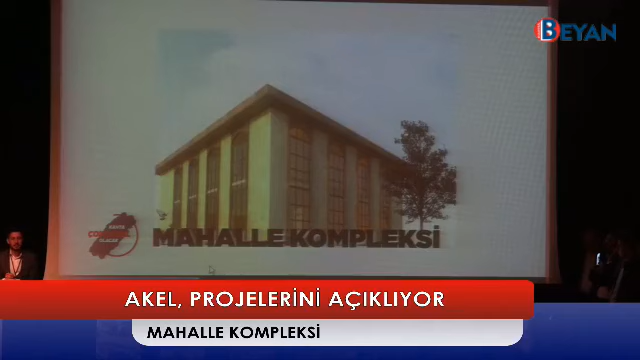 BEYAN
MAHALLE KOMPLEKSİ
AKEL, PROJELERİNİ AÇIKLIYOR
MAHALLE KOMPLEKSİ